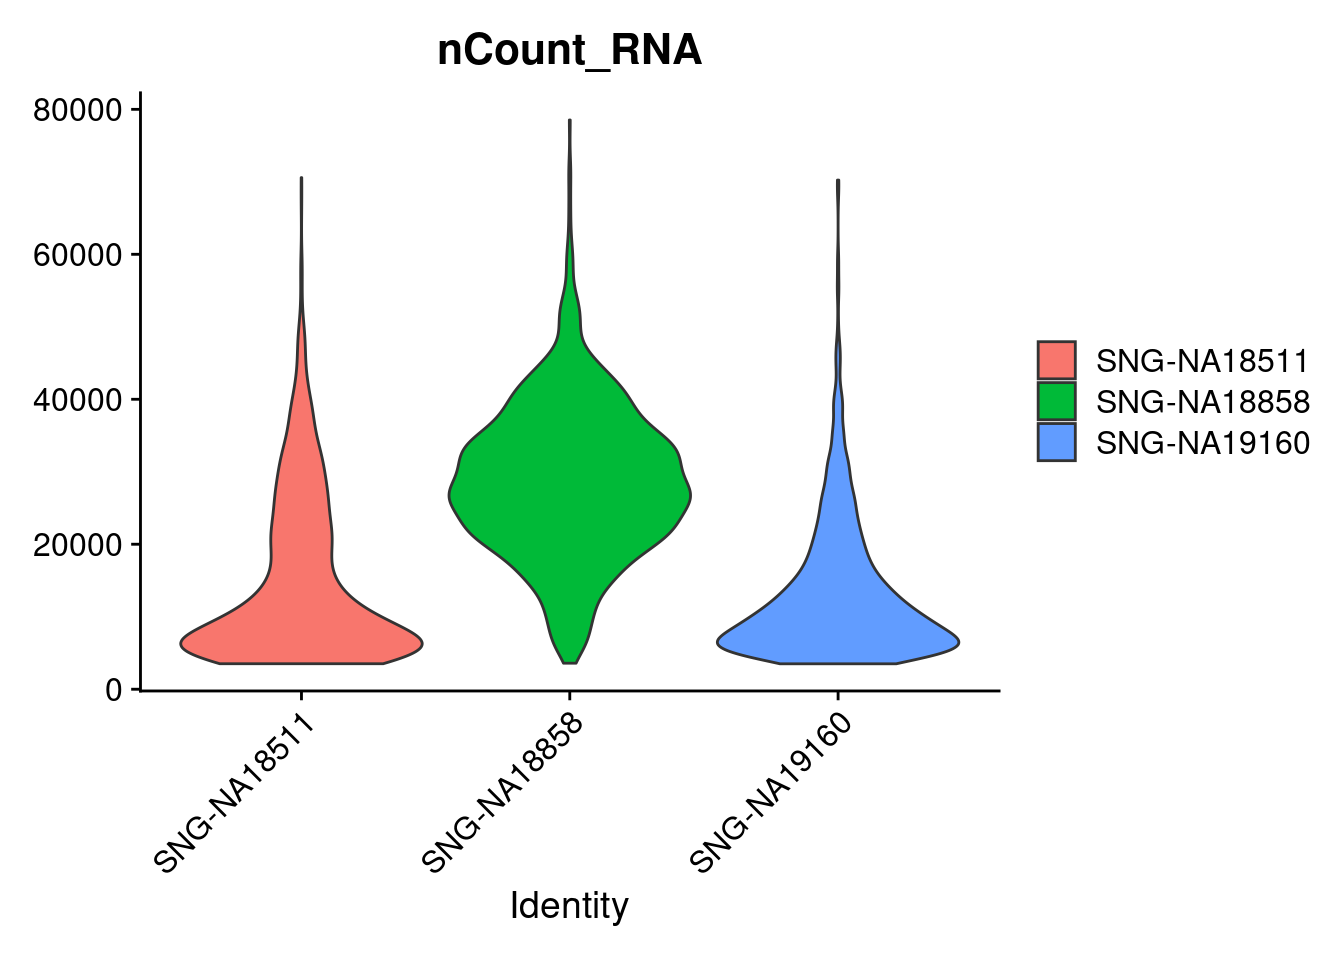 nCount_RNA
80000
60000
40000
20000
0
SNG-NA18511
SNG-NA18858
SNG-NA19160
Identity
SNG-NA18511
SNG-NA18858
SNG-NA19160